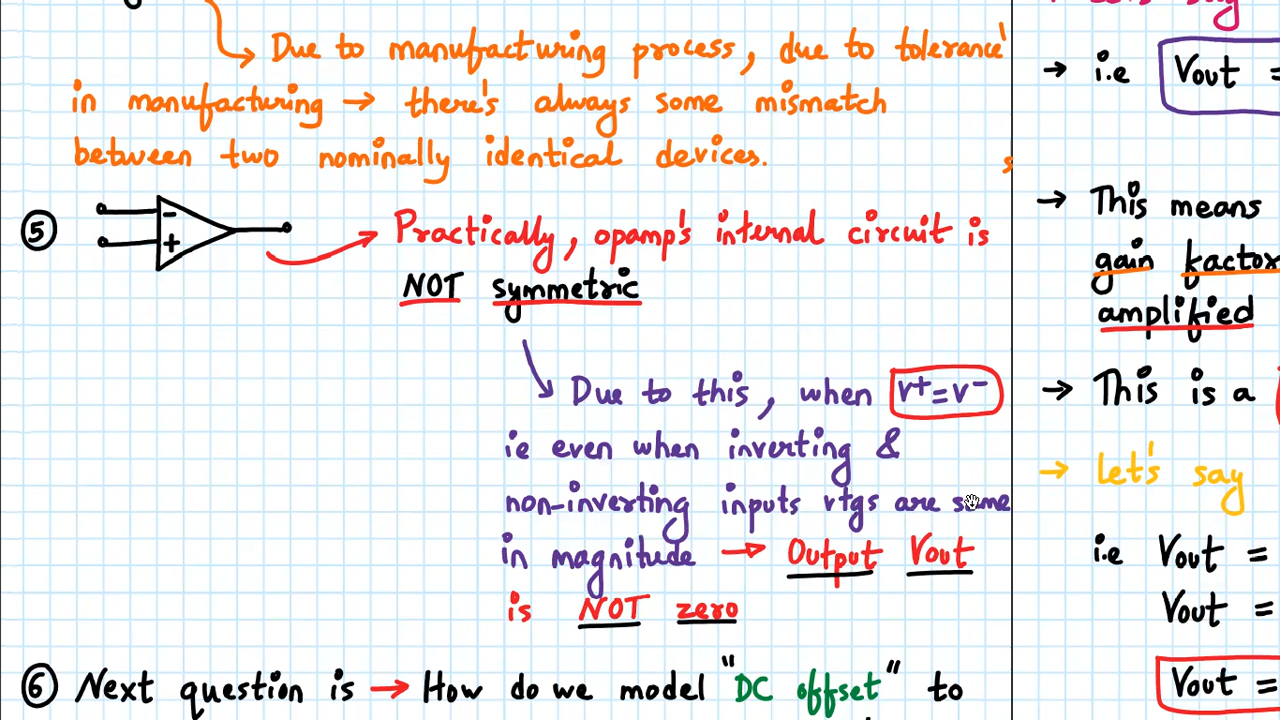 Due to manufacturing process, due to tolerance
in manufacturing → there's always some mismatch
between two nominally identical devices.
⑤ - + Practically, opamp's internal circuit is
NOT symmetric
Due to this, when V+=V-
ie even when inverting &
non-inverting inputs vtgs are same
in magnitude → Output Vout
is NOT zero
⑥ Next question is → How do we model "DC offset" to
Let's say
→ i.e Vout =
→ This means
gain factor
amplified
→ This is a
→ Let's say
i.e Vout =
Vout =
Vout =